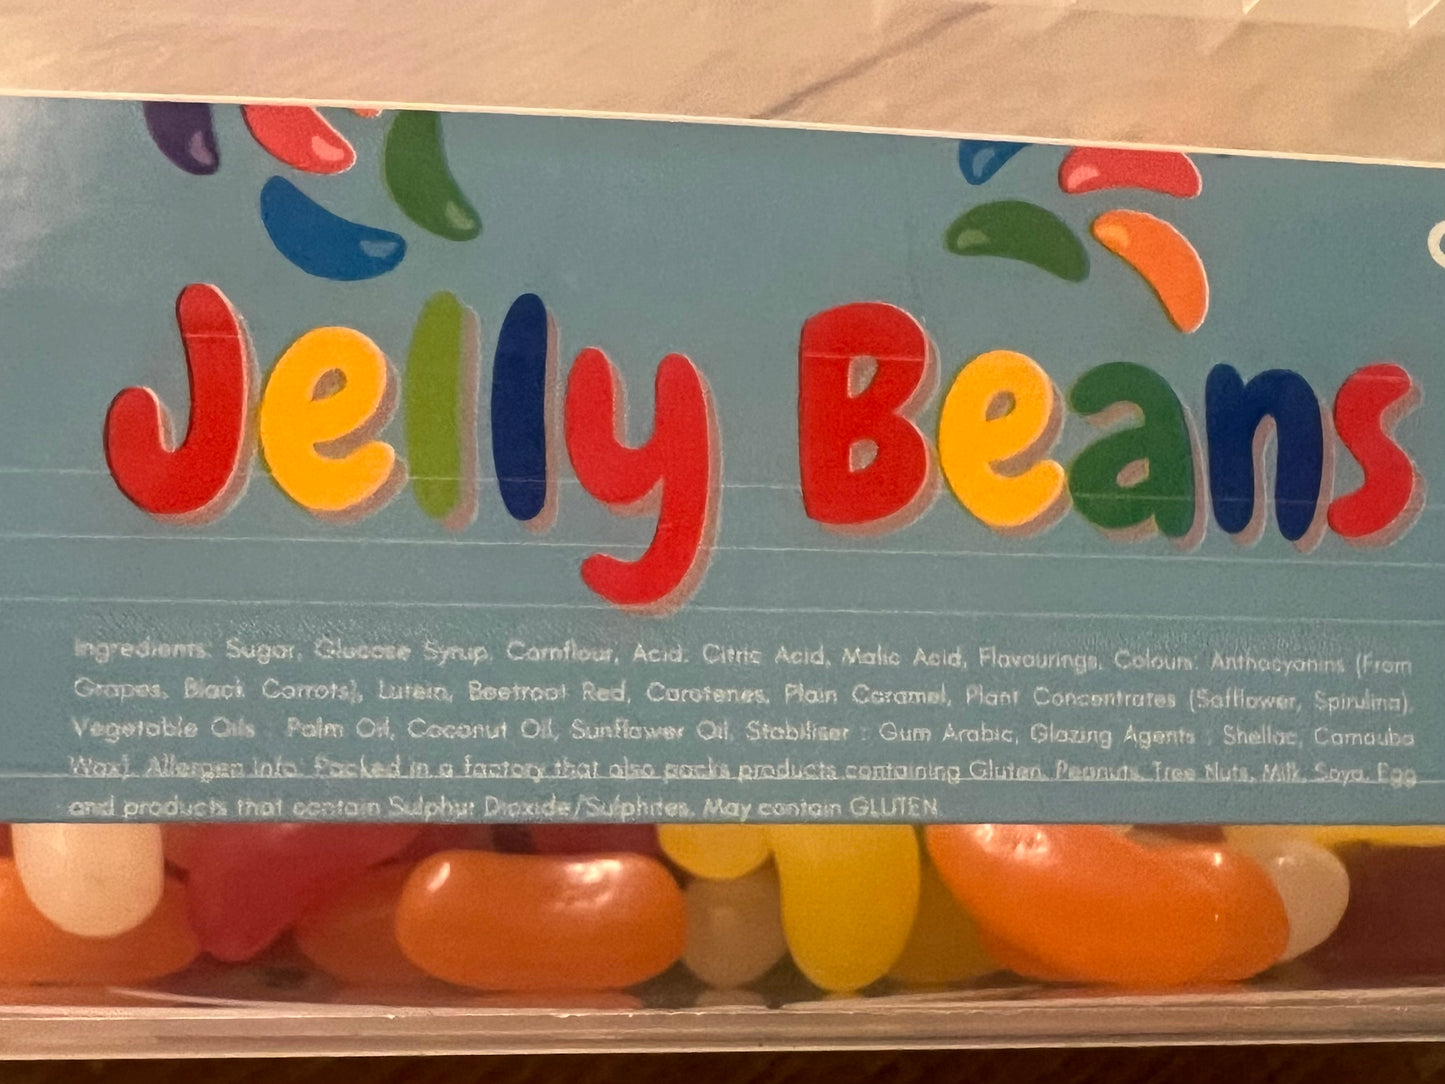 Jelly Beans
Ingredients: Sugar, Glucose Syrup, Cornflour, Acid: Citric Acid, Malic Acid, Flavourings, Colours: Anthocyanins (From
Grapes, Black Carrots), Lutein, Beetroot Red, Carotenes, Plain Caramel, Plant Concentrates (Safflower, Spirulina),
Vegetable Oils : Palm Oil, Coconut Oil, Sunflower Oil, Stabiliser : Gum Arabic, Glazing Agents : Shellac, Carnauba
Wax). Allergen Info: Packed in a factory that also packs products containing Gluten, Peanuts, Tree Nuts, Milk, Soya, Egg
and products that contain Sulphur Dioxide/Sulphites. May contain GLUTEN.